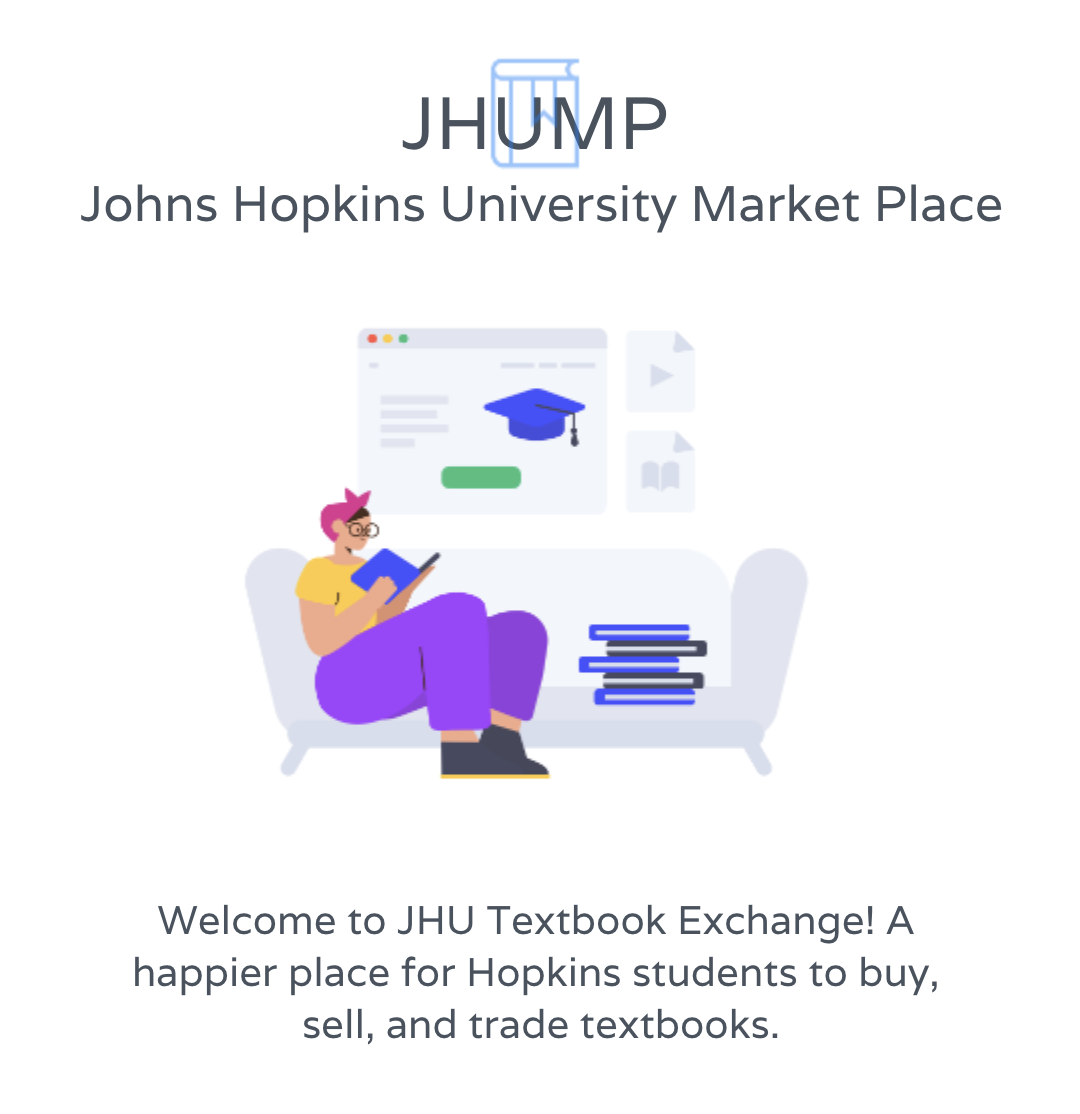 JHUMP
Johns Hopkins University Market Place
Welcome to JHU Textbook Exchange! A
happier place for Hopkins students to buy,
sell, and trade textbooks.